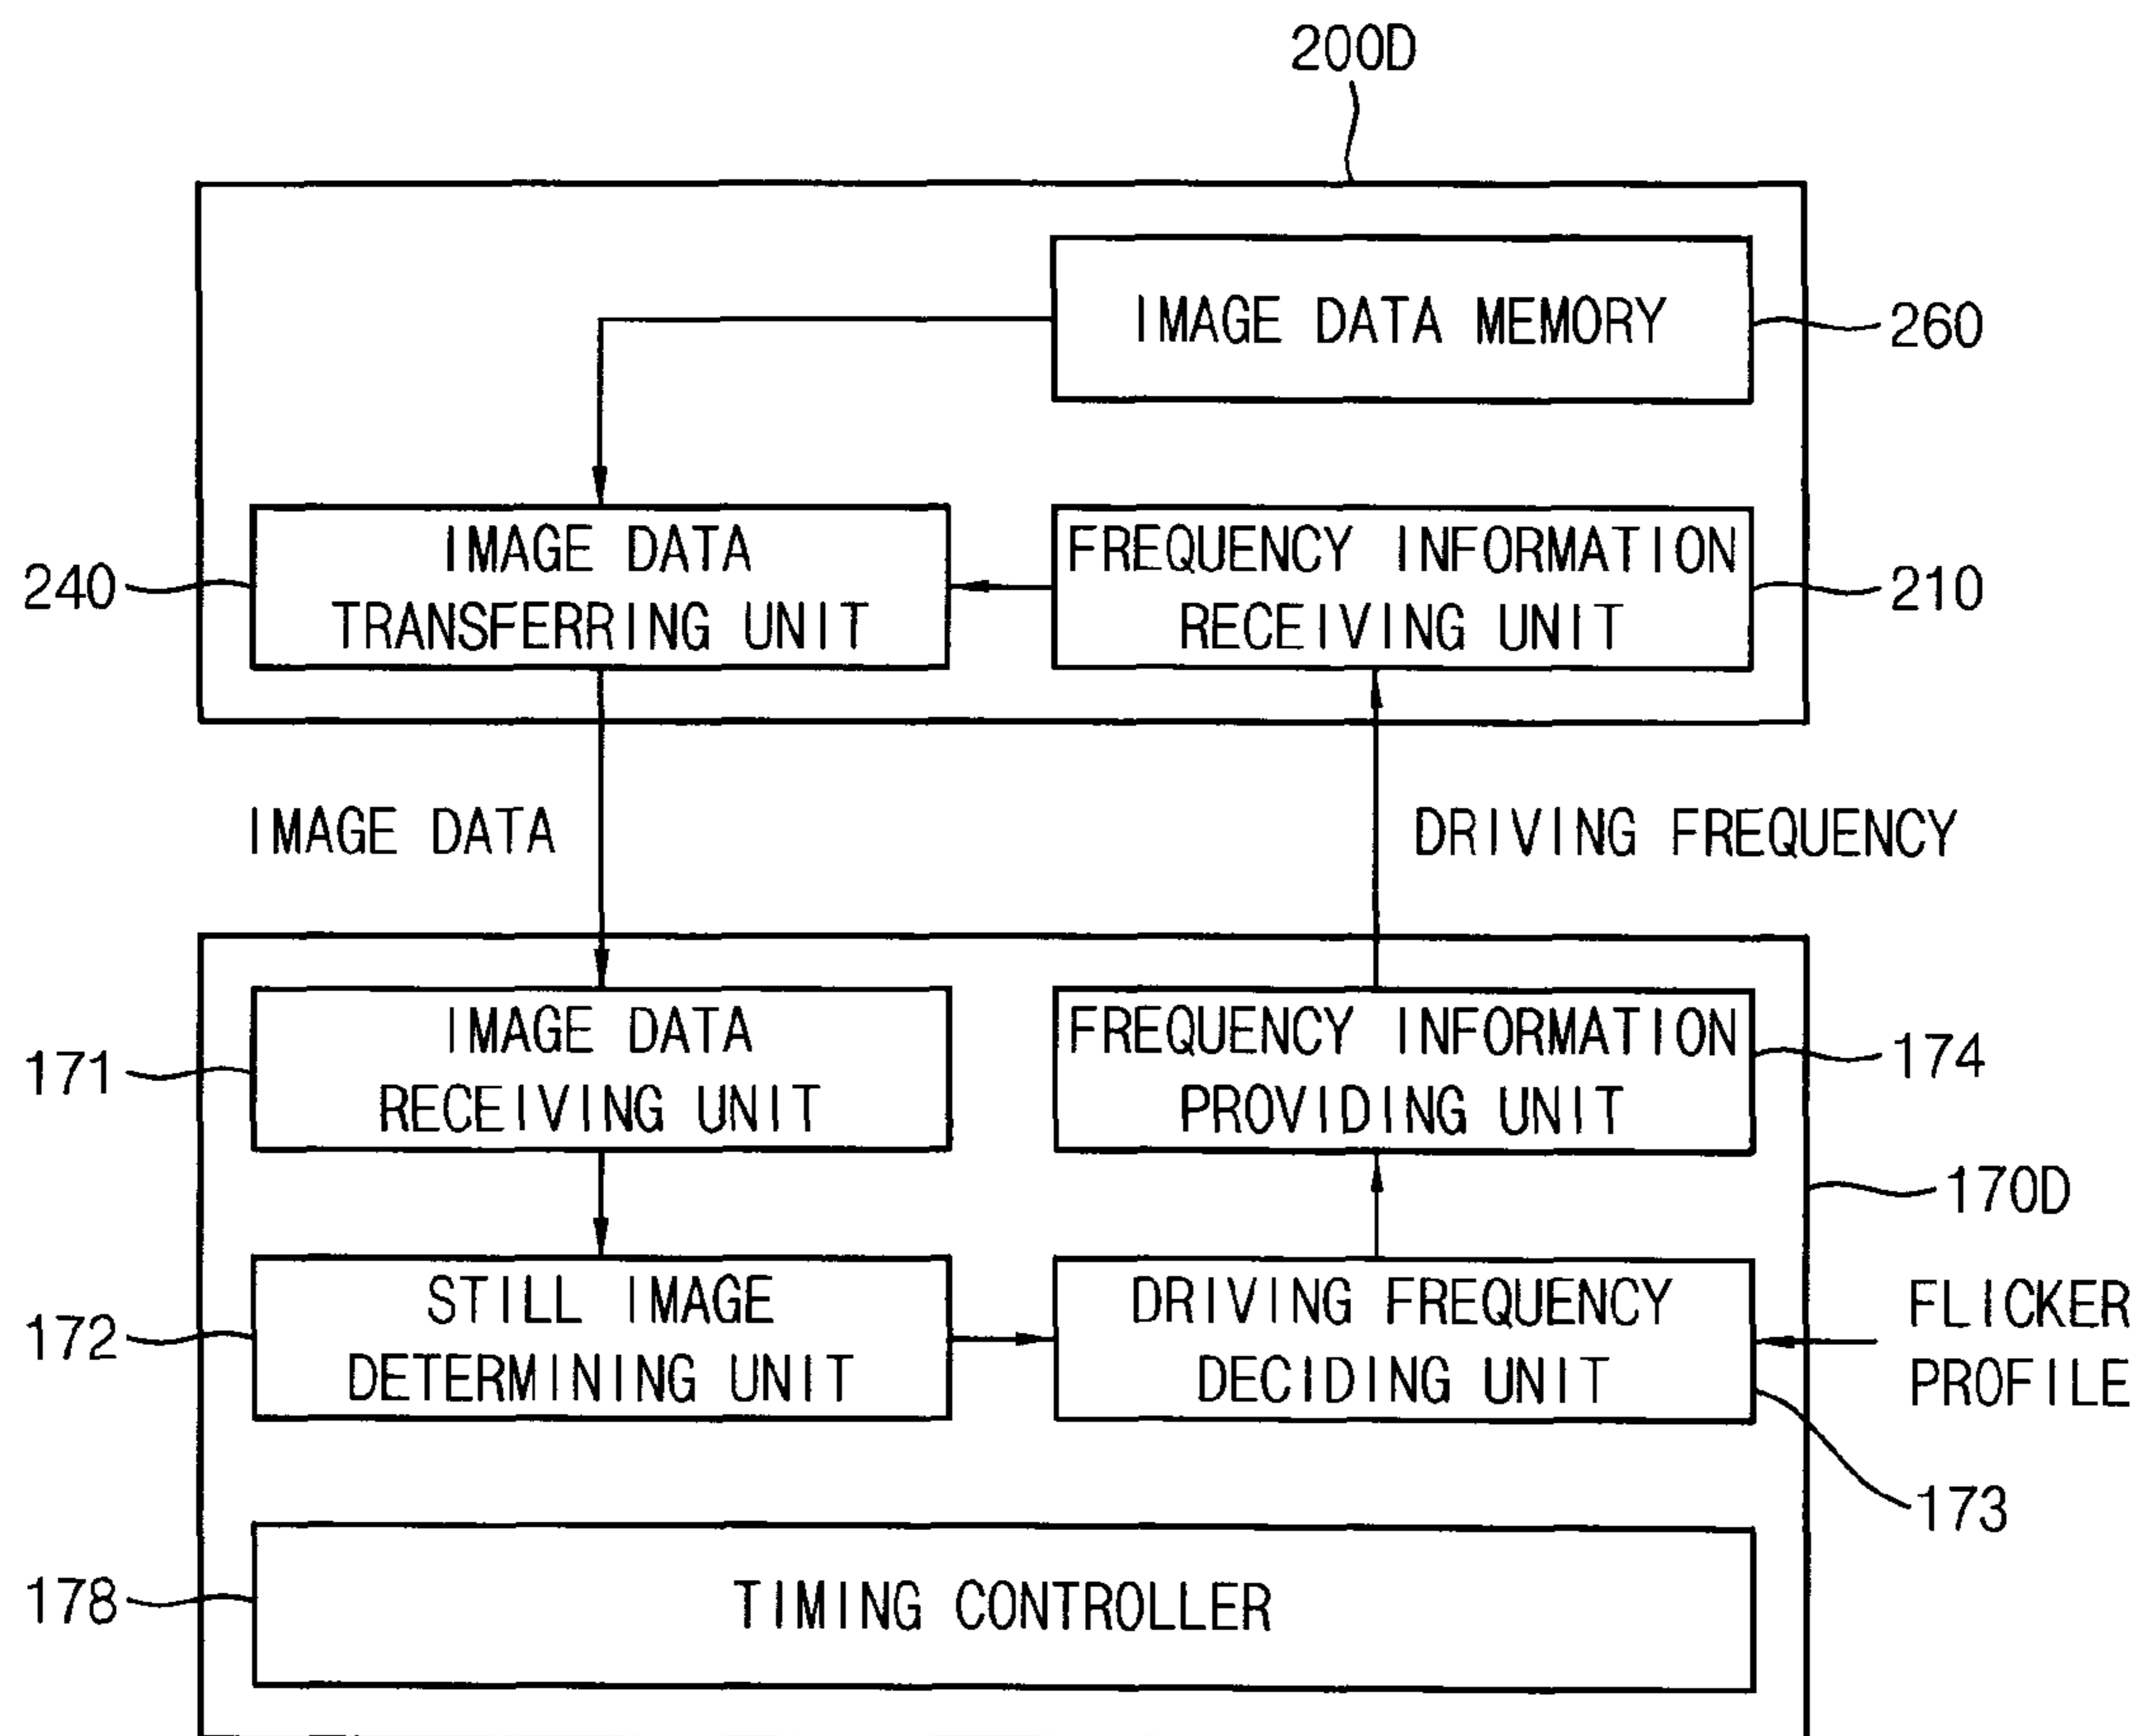 200D
IMAGE DATA MEMORY
260
IMAGE DATA
TRANSFERRING UNIT
240
FREQUENCY INFORMATION
RECEIVING UNIT
210
IMAGE DATA
DRIVING FREQUENCY
IMAGE DATA
RECEIVING UNIT
171
FREQUENCY INFORMATION
PROVIDING UNIT
174
170D
STILL IMAGE
DETERMINING UNIT
172
DRIVING FREQUENCY
DECIDING UNIT
FLICKER
PROFILE
173
TIMING CONTROLLER
178